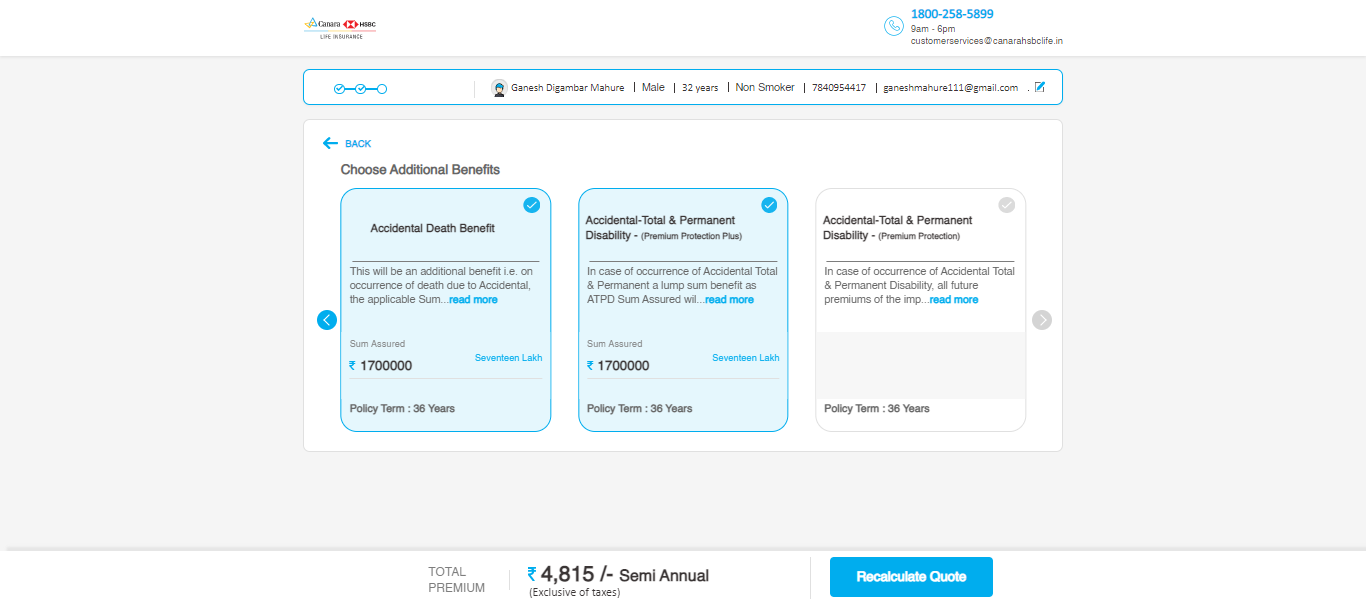 Canara HSBC
LIFE INSURANCE
1800-258-5899
9am - 6pm
customerservices@canarahsbclife.in
Ganesh Digambar Mahure | Male | 32 years | Non Smoker | 7840954417 | ganeshmahure111@gmail.com .
BACK
Choose Additional Benefits
Accidental Death Benefit
This will be an additional benefit i.e. on
occurrence of death due to Accidental,
the applicable Sum...read more
Sum Assured
₹ 1700000
Seventeen Lakh
Policy Term : 36 Years
Accidental-Total & Permanent
Disability - (Premium Protection Plus)
In case of occurrence of Accidental Total
& Permanent a lump sum benefit as
ATPD Sum Assured wil...read more
Sum Assured
₹ 1700000
Seventeen Lakh
Policy Term : 36 Years
Accidental-Total & Permanent
Disability - (Premium Protection)
In case of occurrence of Accidental Total
& Permanent Disability, all future
premiums of the imp...read more
Policy Term : 36 Years
TOTAL
PREMIUM
₹ 4,815 /- Semi Annual
(Exclusive of taxes)
Recalculate Quote